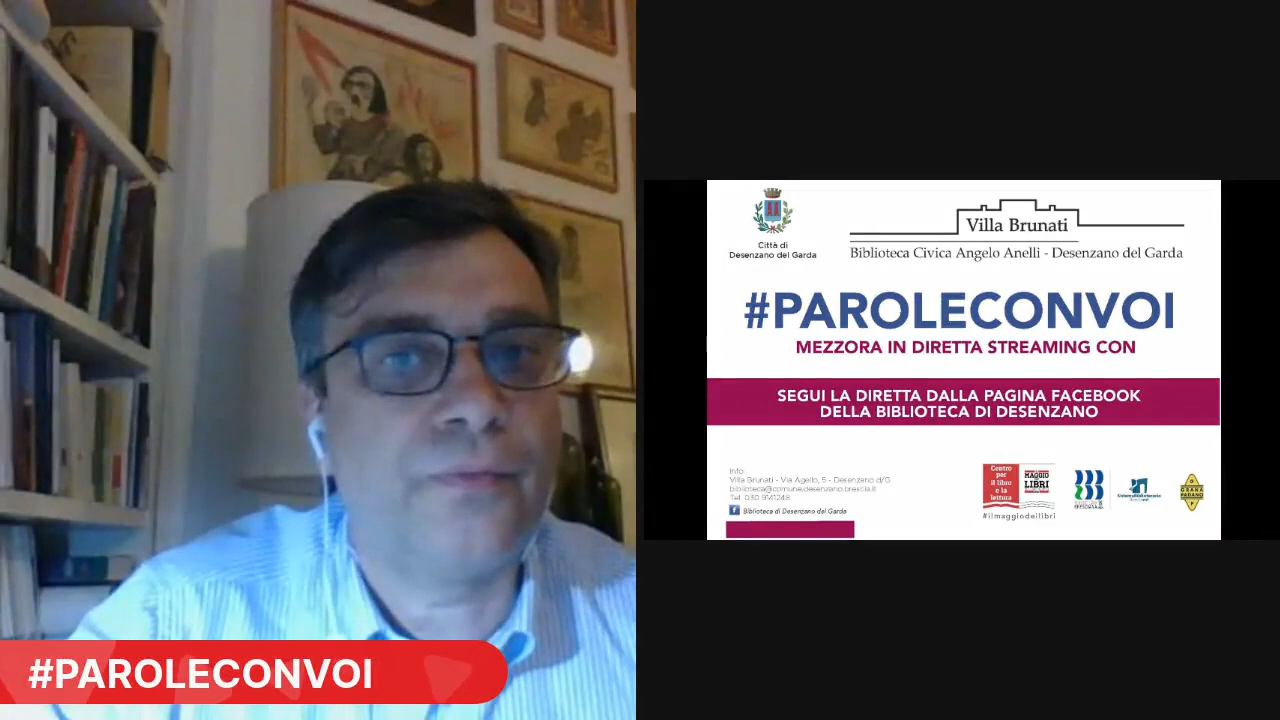 #PAROLECONVOI
Città di
Desenzano del Garda
Villa Brunati
Biblioteca Civica Angelo Anelli - Desenzano del Garda
#PAROLECONVOI
MEZZORA IN DIRETTA STREAMING CON
SEGUI LA DIRETTA DALLA PAGINA FACEBOOK
DELLA BIBLIOTECA DI DESENZANO
Info:
Villa Brunati - Via Agello, 5 - Desenzano d/G
biblioteca@comune.desenzano.brescia.it
Tel. 030
Biblioteca di Desenzano del Garda
Centro
per il
libro
e la
lettura
MAGGIO
LIBRI
#ilmaggiodeilibri